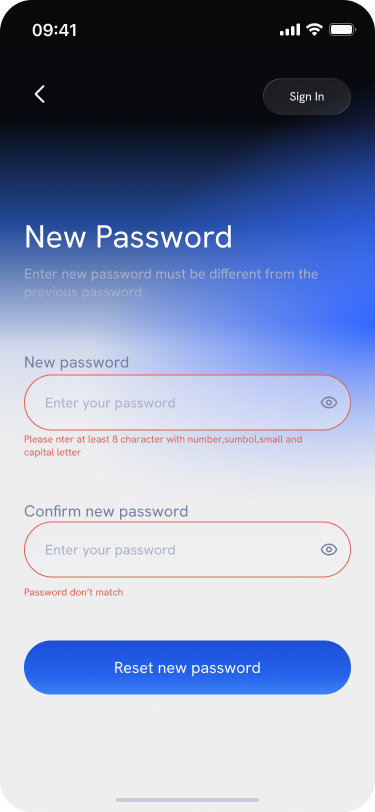 09:41
Sign In
New Password
Enter new password must be different from the
previous password.
New password
Enter your password
Please nter at least 8 character with number,sumbol,small and
capital letter
Confirm new password
Enter your password
Password don't match
Reset new password